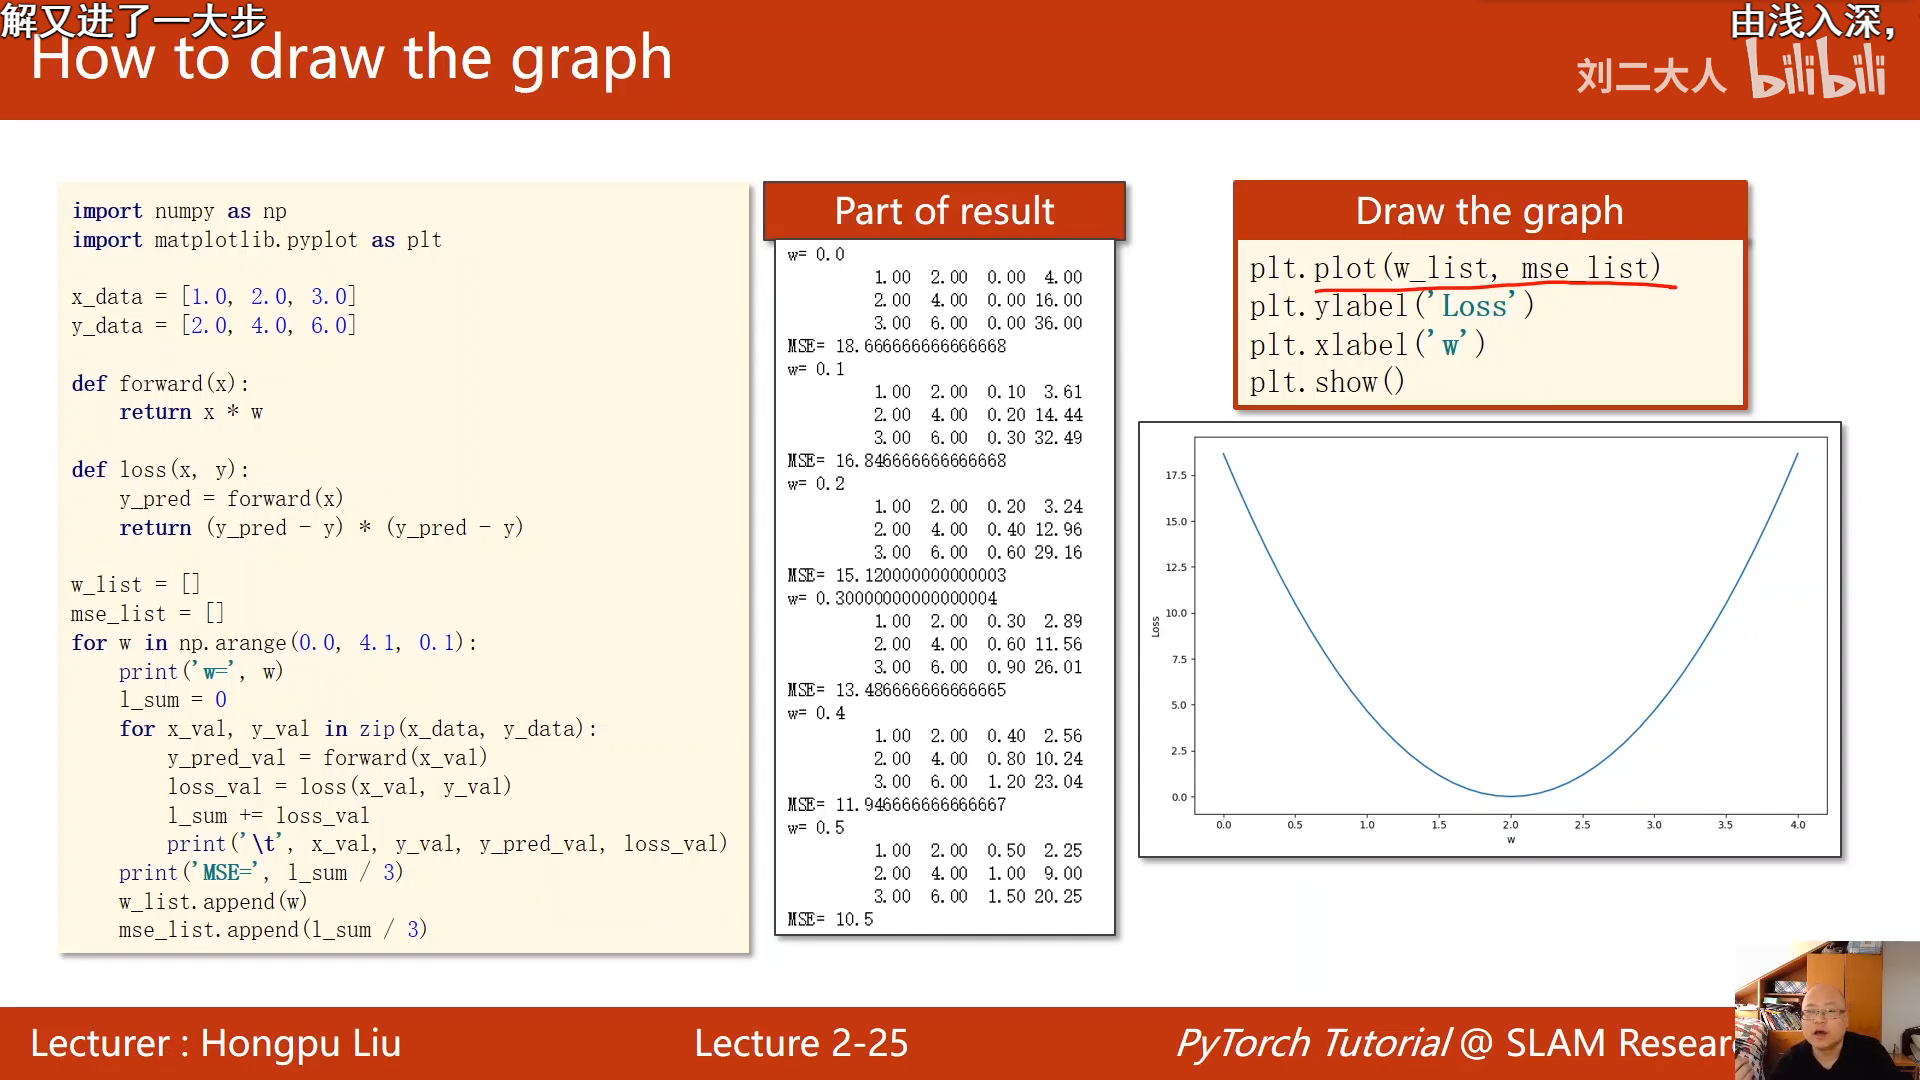 解又进了一大步
由浅入深，
How to draw the graph
刘二大人 bilibili
import numpy as np
import matplotlib.pyplot as plt
x_data = [1.0, 2.0, 3.0]
y_data = [2.0, 4.0, 6.0]
def forward(x):
    return x * w
def loss(x, y):
    y_pred = forward(x)
    return (y_pred - y) * (y_pred - y)
w_list = []
mse_list = []
for w in np.arange(0.0, 4.1, 0.1):
    print('w=', w)
    l_sum = 0
    for x_val, y_val in zip(x_data, y_data):
        y_pred_val = forward(x_val)
        loss_val = loss(x_val, y_val)
        l_sum += loss_val
        print('\t', x_val, y_val, y_pred_val, loss_val)
    print('MSE=', l_sum / 3)
    w_list.append(w)
    mse_list.append(l_sum / 3)
Part of result
w= 0.0
1.00 2.00 0.00 4.00
2.00 4.00 0.00 16.00
3.00 6.00 0.00 36.00
MSE= 18.666666666666668
w= 0.1
1.00 2.00 0.10 3.61
2.00 4.00 0.20 14.44
3.00 6.00 0.30 32.49
MSE= 16.846666666666668
w= 0.2
1.00 2.00 0.20 3.24
2.00 4.00 0.40 12.96
3.00 6.00 0.60 29.16
MSE= 15.120000000000003
w= 0.30000000000000004
1.00 2.00 0.30 2.89
2.00 4.00 0.60 11.56
3.00 6.00 0.90 26.01
MSE= 13.486666666666665
w= 0.4
1.00 2.00 0.40 2.56
2.00 4.00 0.80 10.24
3.00 6.00 1.20 23.04
MSE= 11.946666666666667
w= 0.5
1.00 2.00 0.50 2.25
2.00 4.00 1.00 9.00
3.00 6.00 1.50 20.25
MSE= 10.5
Draw the graph
plt.plot(w_list, mse_list)
plt.ylabel('Loss')
plt.xlabel('w')
plt.show()
17.5
15.0
12.5
10.0
7.5
5.0
2.5
0.0
Loss
0.0 0.5 1.0 1.5 2.0 2.5 3.0 3.5 4.0
w
Lecturer : Hongpu Liu
Lecture 2-25
PyTorch Tutorial @ SLAM Resear